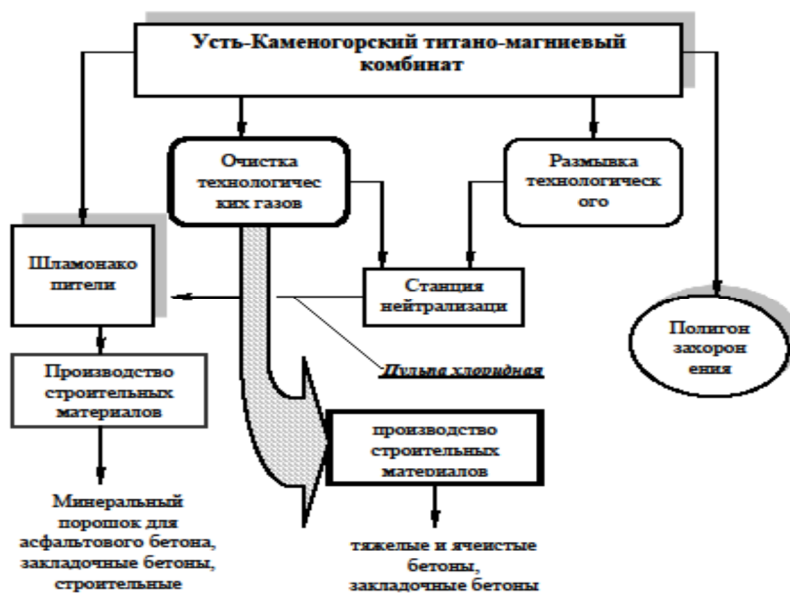 Усть-Каменогорский титано-магниевый
комбинат
Очистка
технологичес
ких газов
Размывка
технологическ
ого
Шламонако
пители
Станция
нейтрализаци
Полигон
захорон
ения
Пульпа хлоридная
Производство
строительных
материалов
производство
строительных
материалов
Минеральный
порошок для
асфальтового бетона,
закладочные бетоны,
строительные
тяжелые и ячеистые
бетоны,
закладочные бетоны